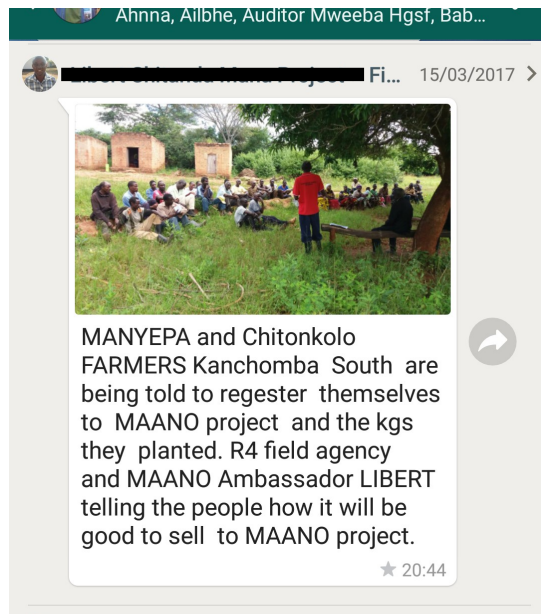 Ahnna, Ailbhe, Auditor Mweeba Hgsf, Bab...
Fi... 15/03/2017
MANYEPA and Chitonkolo
FARMERS Kanchomba South are
being told to regester themselves
to MAANO project and the kgs
they planted. R4 field agency
and MAANO Ambassador LIBERT
telling the people how it will be
good to sell to MAANO project.
20:44